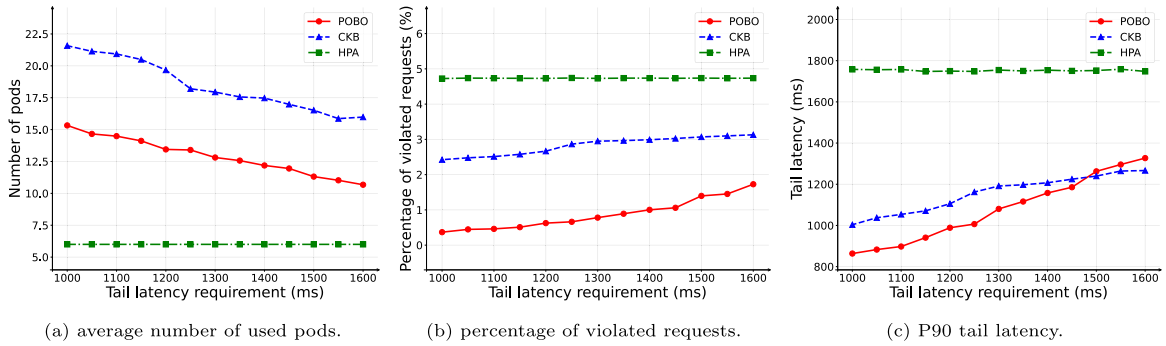 Number of pods
22.5
20.0
17.5
15.0
12.5
10.0
7.5
5.0
POBO
CKB
HPA
1000 1100 1200 1300 1400 1500 1600
Tail latency requirement (ms)
(a) average number of used pods.
Percentage of violated requests (%)
6
5
4
3
2
1
0
POBO
CKB
HPA
1000 1100 1200 1300 1400 1500 1600
Tail latency requirement (ms)
(b) percentage of violated requests.
Tail latency (ms)
2000
1800
1600
1400
1200
1000
800
POBO
CKB
HPA
1000 1100 1200 1300 1400 1500 1600
Tail latency requirement (ms)
(c) P90 tail latency.